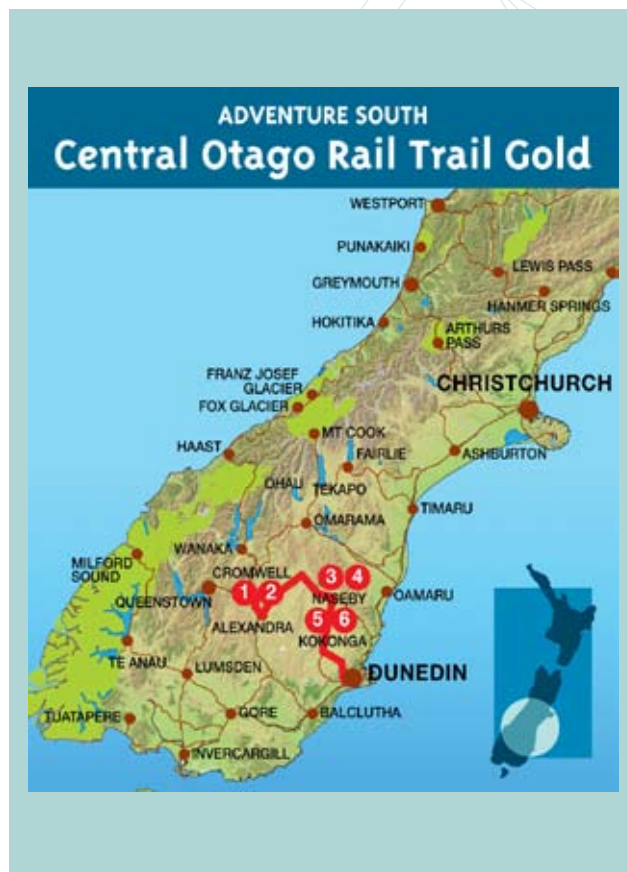 ADVENTURE SOUTH
Central Otago Rail Trail Gold
WESTPORT
PUNAKAIKI
LEWIS PASS
GREYMOUTH
HANMER SPRINGS
HOKITIKA
ARTHURS
PASS
FRANZ JOSEF
GLACIER
CHRISTCHURCH
FOX GLACIER
MT COOK
HAAST
FAIRLIE
ASHBURTON
OHAU
TEKAPO
TIMARU
OMARAMA
WANAKA
MILFORD
SOUND
CROMWELL
3 4
1 2
QUEENSTOWN
NASEBY
OAMARU
ALEXANDRA
5 6
KOKONGA
TE ANAU
LUMSDEN
DUNEDIN
TUATAPERE
GORE
BALCLUTHA
INVERCARGILL